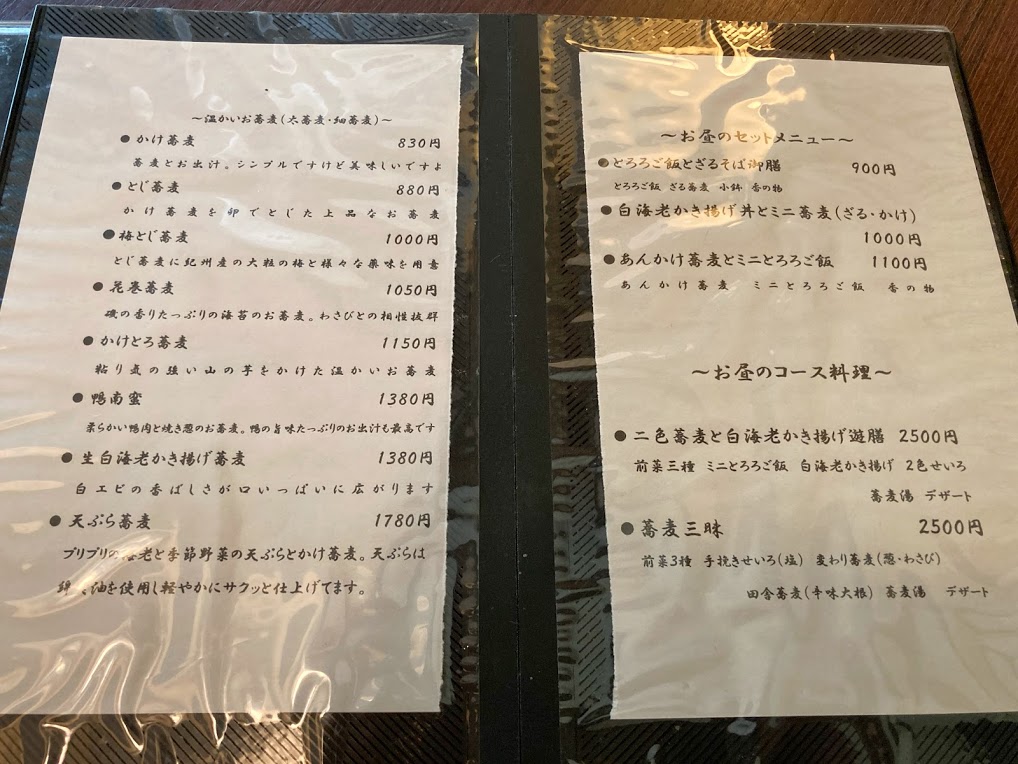 ～温かいお蕎麦(太蕎麦・細蕎麦)～
●かけ蕎麦 830円
蕎麦とお出汁。シンプルですけど美味しいですよ
●とじ蕎麦 880円
かけ蕎麦を卵でとじた上品なお蕎麦
●梅とじ蕎麦 1000円
とじ蕎麦に紀州産の大粒の梅と様々な薬味を用意
●花巻蕎麦 1050円
磯の香りたっぷりの海苔のお蕎麦。わさびとの相性抜群
●かけとろ蕎麦 1150円
粘り気の強い山の芋をかけた温かいお蕎麦
●鴨南蛮 1380円
柔らかい鴨肉と焼き葱のお蕎麦。鴨の旨味たっぷりのお出汁も最高です
●生白海老かき揚げ蕎麦 1380円
白エビの香ばしさが口いっぱいに広がります
●天ぷら蕎麦 1780円
プリプリの海老と季節野菜の天ぷらとかけ蕎麦。天ぷらは
綿 油を使用し軽やかにサクッと仕上げてます。
～お昼のセットメニュー～
●とろろご飯とざるそば御膳 900円
とろろご飯 ざる蕎麦 小鉢 香の物
●白海老かき揚げ丼とミニ蕎麦(ざる・かけ)
1000円
●あんかけ蕎麦とミニとろろご飯 1100円
あんかけ蕎麦 ミニとろろご飯 香の物
～お昼のコース料理～
●二色蕎麦と白海老かき揚げ遊膳 2500円
前菜三種 ミニとろろご飯 白海老かき揚げ 2色せいろ
蕎麦湯 デザート
●蕎麦三昧 2500円
前菜3種 手挽きせいろ(塩) 変わり蕎麦(葱・わさび)
田舎蕎麦(辛味大根) 蕎麦湯 デザート